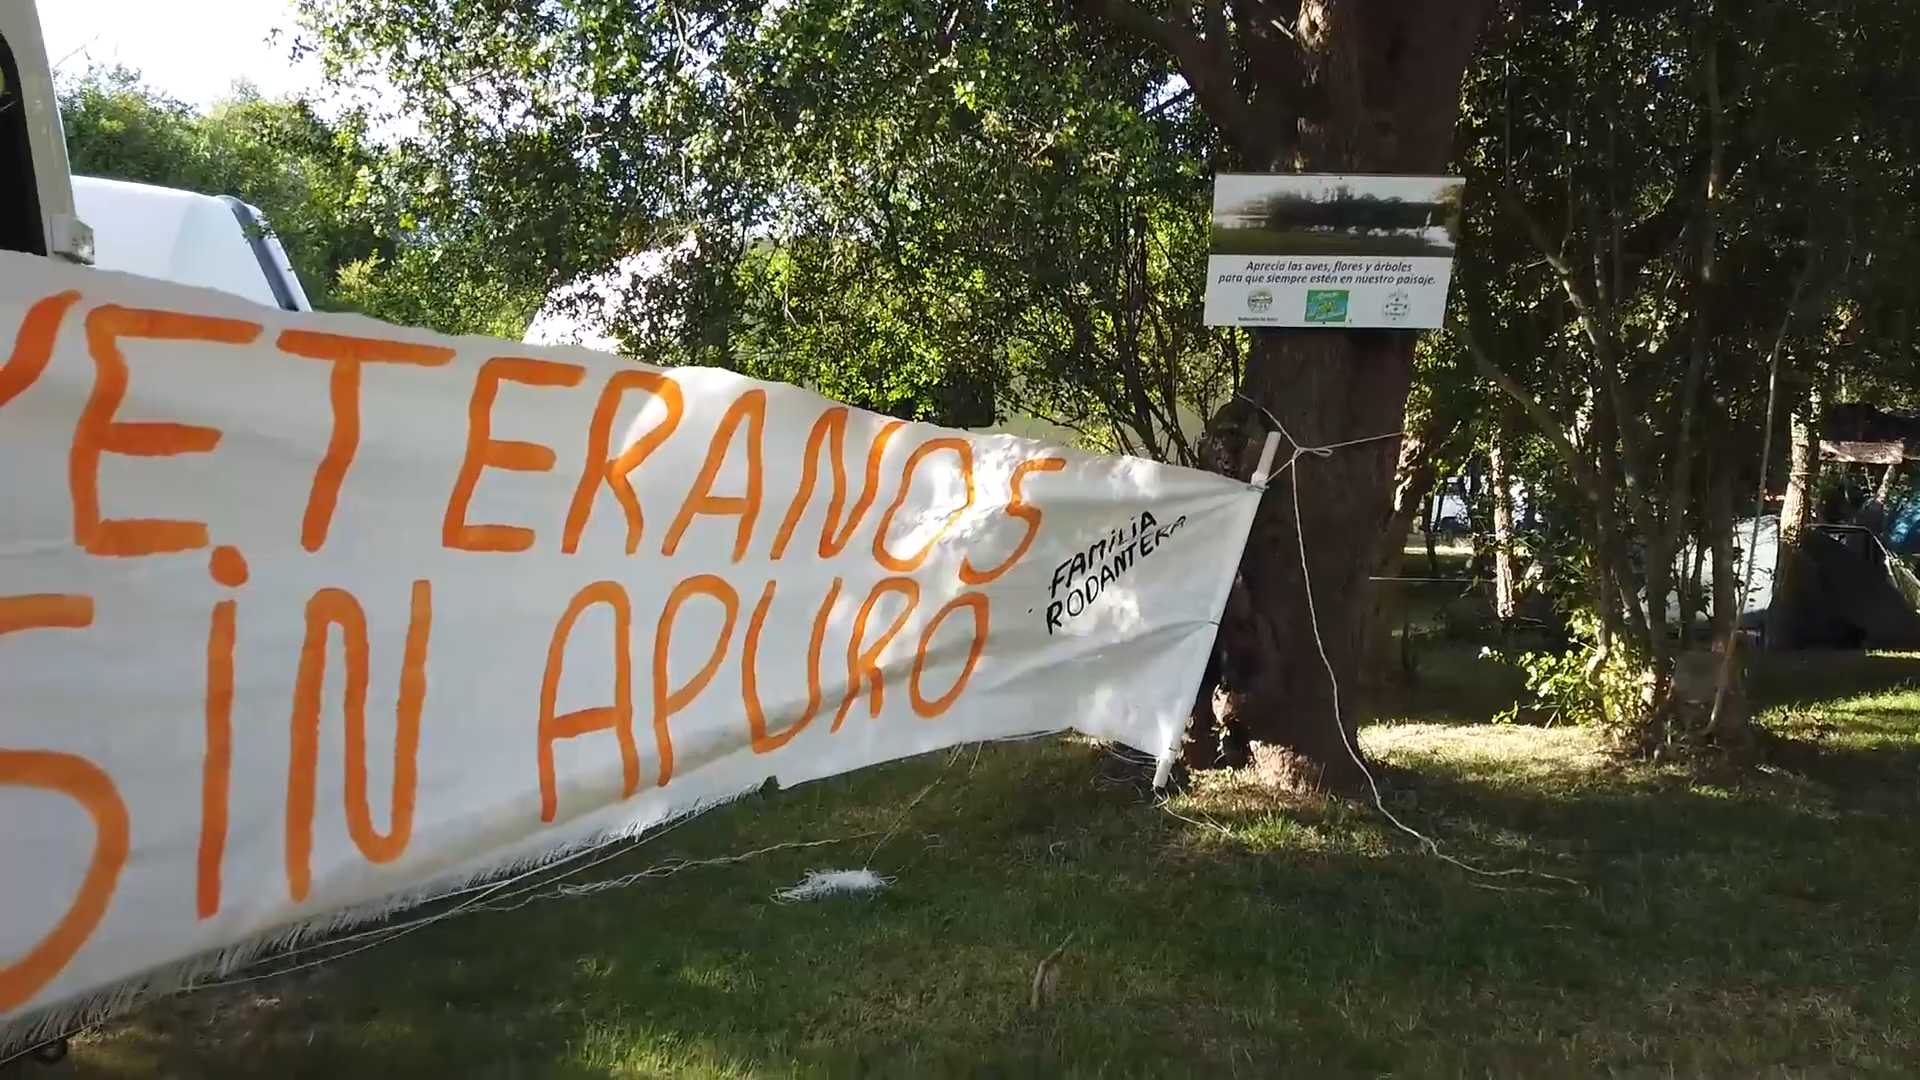 VETERANOS
SIN APURO
FAMiLiA
RODANTERA
Aprecia las aves, flores y árboles
para que siempre estén en nuestro paisaje.